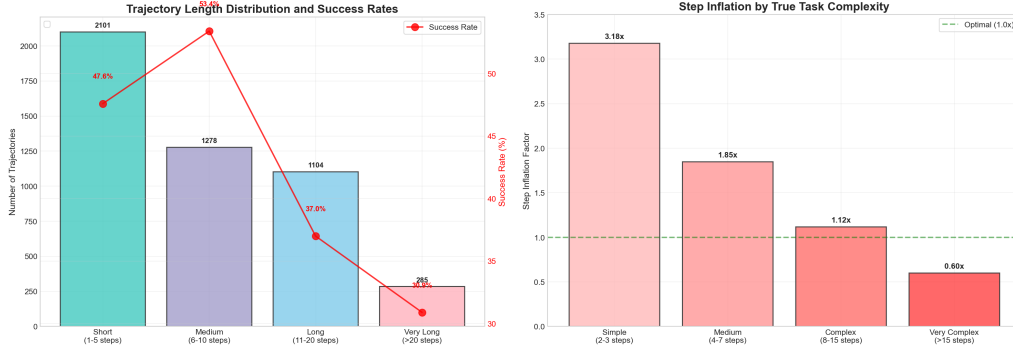 Trajectory Length Distribution and Success Rates
Number of Trajectories
0
250
500
750
1000
1250
1500
1750
2000
2101
1278
1104
285
47.6%
53.4%
37.0%
30.9%
Success Rate
30
35
40
45
50
Success Rate (%)
Short
(1-5 steps)
Medium
(6-10 steps)
Long
(11-20 steps)
Very Long
(>20 steps)
Step Inflation by True Task Complexity
Step Inflation Factor
0.0
0.5
1.0
1.5
2.0
2.5
3.0
3.5
3.18x
1.85x
1.12x
0.60x
Optimal (1.0x)
Simple
(2-3 steps)
Medium
(4-7 steps)
Complex
(8-15 steps)
Very Complex
(>15 steps)